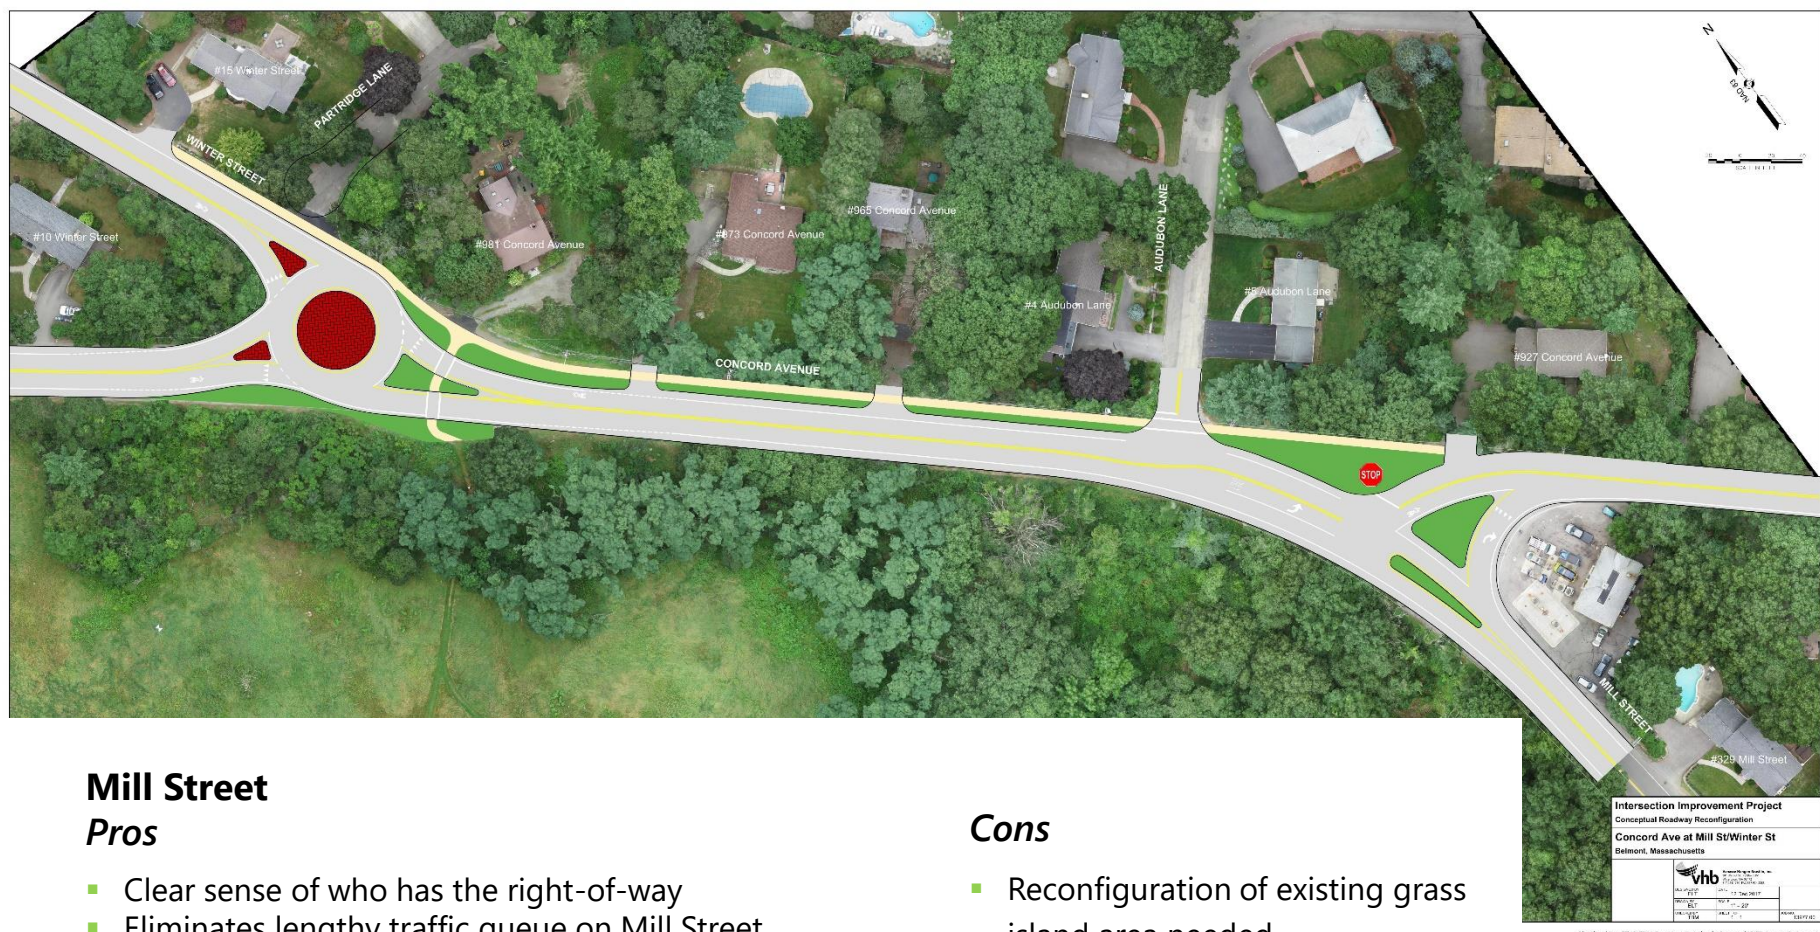 #15 Winter Street
PARTRIDGE LANE
WINTER STREET
#10 Winter Street
#981 Concord Avenue
#973 Concord Avenue
#965 Concord Avenue
CONCORD AVENUE
AUDUBON LANE
#4 Audubon Lane
#8 Audubon Lane
#927 Concord Avenue
N
NAD 83
STOP
MILL STREET
#329 Mill Street
Mill Street
Pros
Clear sense of who has the right-of-way
Eliminates lengthy traffic queue on Mill Street
Cons
Reconfiguration of existing grass
island area needed
Intersection Improvement Project
Conceptual Roadway Reconfiguration
Concord Ave at Mill St/Winter St
Belmont, Massachusetts
vhb